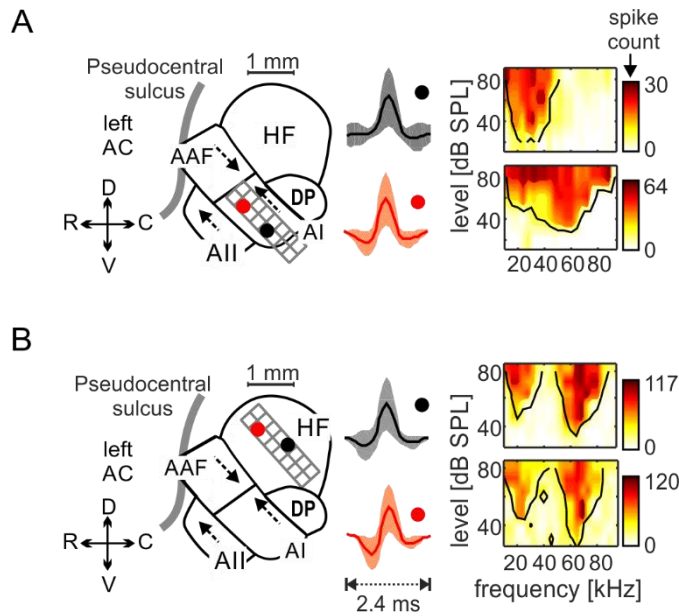 A
Pseudocentral
sulcus
left
AC
D
R
C
V
1 mm
HF
AAF
DP
AI
AII
spike
count
80
40
30
0
level [dB SPL]
80
40
64
0
20 40 60 80
B
Pseudocentral
sulcus
left
AC
D
R
C
V
1 mm
HF
AAF
DP
AI
AII
2.4 ms
80
40
117
0
level [dB SPL]
80
40
120
0
20 40 60 80
frequency [kHz]